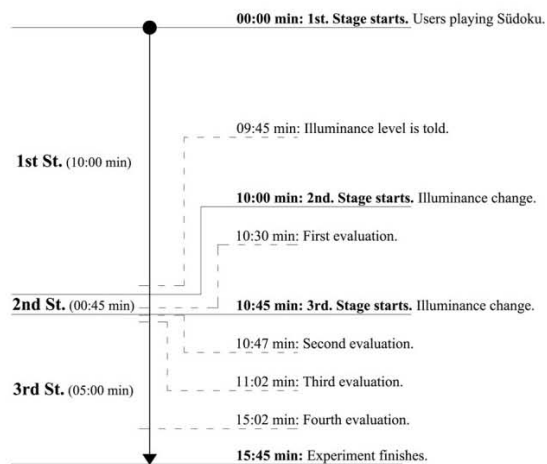 00:00 min: 1st. Stage starts. Users playing Südoku.
09:45 min: Illuminance level is told.
1st St. (10:00 min)
10:00 min: 2nd. Stage starts. Illuminance change.
10:30 min: First evaluation.
2nd St. (00:45 min)
10:45 min: 3rd. Stage starts. Illuminance change.
10:47 min: Second evaluation.
11:02 min: Third evaluation.
3rd St. (05:00 min)
15:02 min: Fourth evaluation.
15:45 min: Experiment finishes.